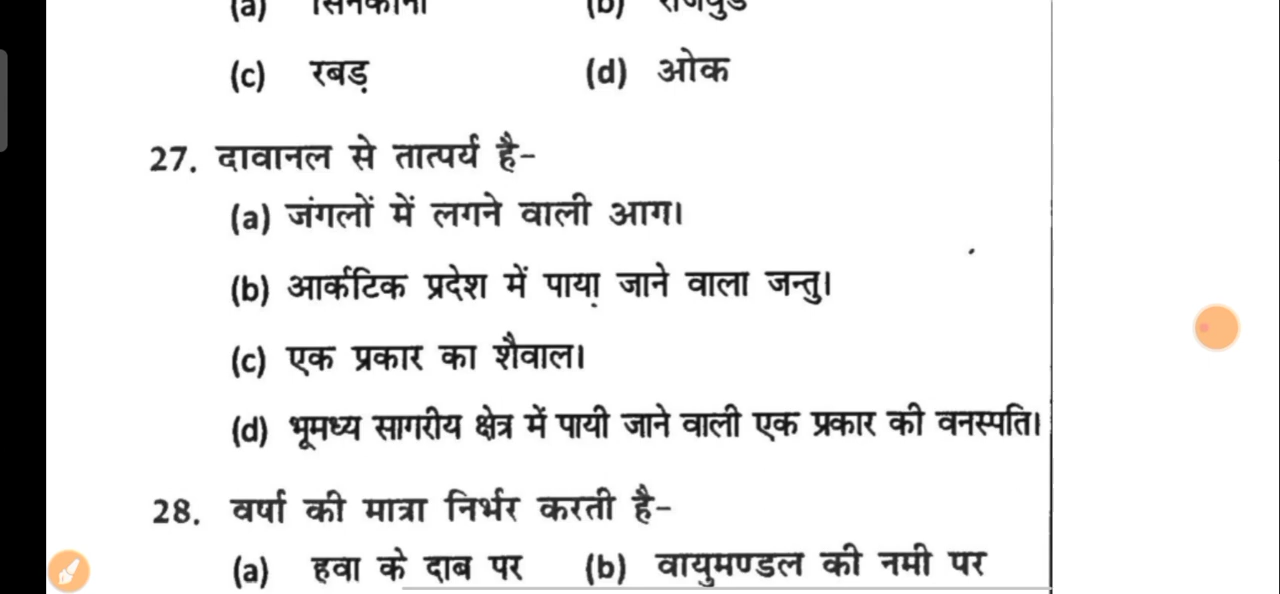 (a)
(b)
(c) रबड़ (d) ओक
27. दावानल से तात्पर्य है-
(a) जंगलों में लगने वाली आग।
(b) आर्कटिक प्रदेश में पाया जाने वाला जन्तु।
(c) एक प्रकार का शैवाल।
(d) भूमध्य सागरीय क्षेत्र में पायी जाने वाली एक प्रकार की वनस्पति।
28. वर्षा की मात्रा निर्भर करती है-
(a) हवा के दाब पर (b) वायुमण्डल की नमी पर